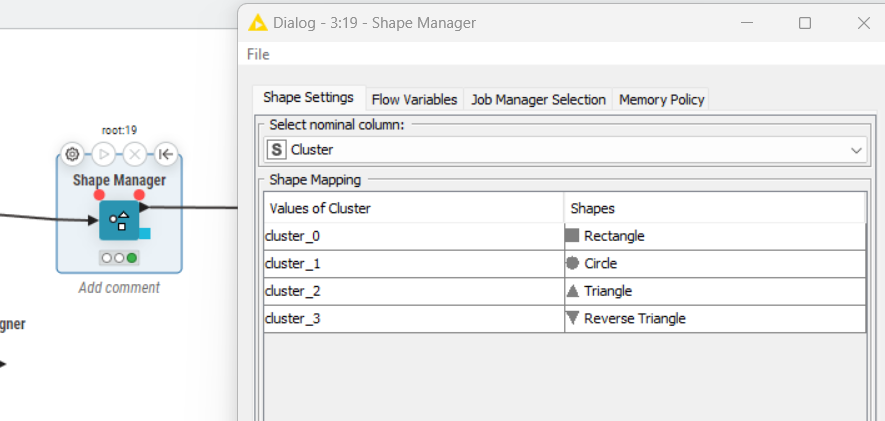 Dialog - 3:19 - Shape Manager
File
Shape Settings
Flow Variables
Job Manager Selection
Memory Policy
Select nominal column:
S Cluster
Shape Mapping
Values of Cluster
Shapes
cluster_0
Rectangle
cluster_1
Circle
cluster_2
Triangle
cluster_3
Reverse Triangle
root:19
Shape Manager
Add comment
gner